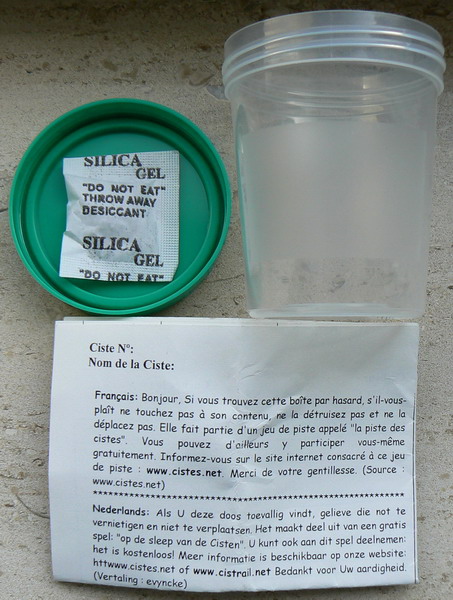 SILICA
GEL
"DO NOT EAT"
THROW AWAY
DESICCANT
SILICA
GEL
"DO NOT EAT"
Ciste N°:
Nom de la Ciste:
Français: Bonjour, Si vous trouvez cette boîte par hasard, s'il-vous-
plaît ne touchez pas à son contenu, ne la détruisez pas et ne la
déplacez pas. Elle fait partie d'un jeu de piste appelé "la piste des
cistes". Vous pouvez d'ailleurs y participer vous-même
gratuitement. Informez-vous sur le site internet consacré à ce jeu
de piste : www.cistes.net. Merci de votre gentillesse. (Source :
www.cistes.net)
****************************************************************
Nederlands: Als U deze doos toevallig vindt, gelieve die niet te
vernietigen en niet te verplaatsen. Het maakt deel uit van een gratis
spel: "op de sleep van de Cisten". U kunt ook aan dit spel deelnemen:
het is kostenloos! Meer informatie is beschikbaar op onze website:
httwww.cistes.net of www.cistrail.net Bedankt voor Uw aardigheid.
(Vertaling : evyncke)